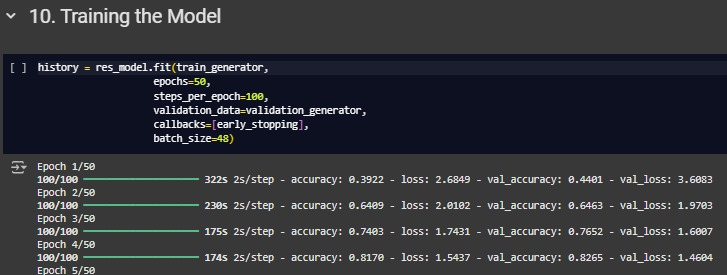 10. Training the Model
[ ] history = res_model.fit(train_generator,
epochs=50,
steps_per_epoch=100,
validation_data=validation_generator,
callbacks=[early_stopping],
batch_size=48)
Epoch 1/50
100/100 322s 2s/step - accuracy: 0.3922 - loss: 2.6849 - val_accuracy: 0.4401 - val_loss: 3.6083
Epoch 2/50
100/100 230s 2s/step - accuracy: 0.6409 - loss: 2.0102 - val_accuracy: 0.6463 - val_loss: 1.9703
Epoch 3/50
100/100 175s 2s/step - accuracy: 0.7403 - loss: 1.7431 - val_accuracy: 0.7652 - val_loss: 1.6007
Epoch 4/50
100/100 174s 2s/step - accuracy: 0.8170 - loss: 1.5437 - val_accuracy: 0.8265 - val_loss: 1.4604
Epoch 5/50